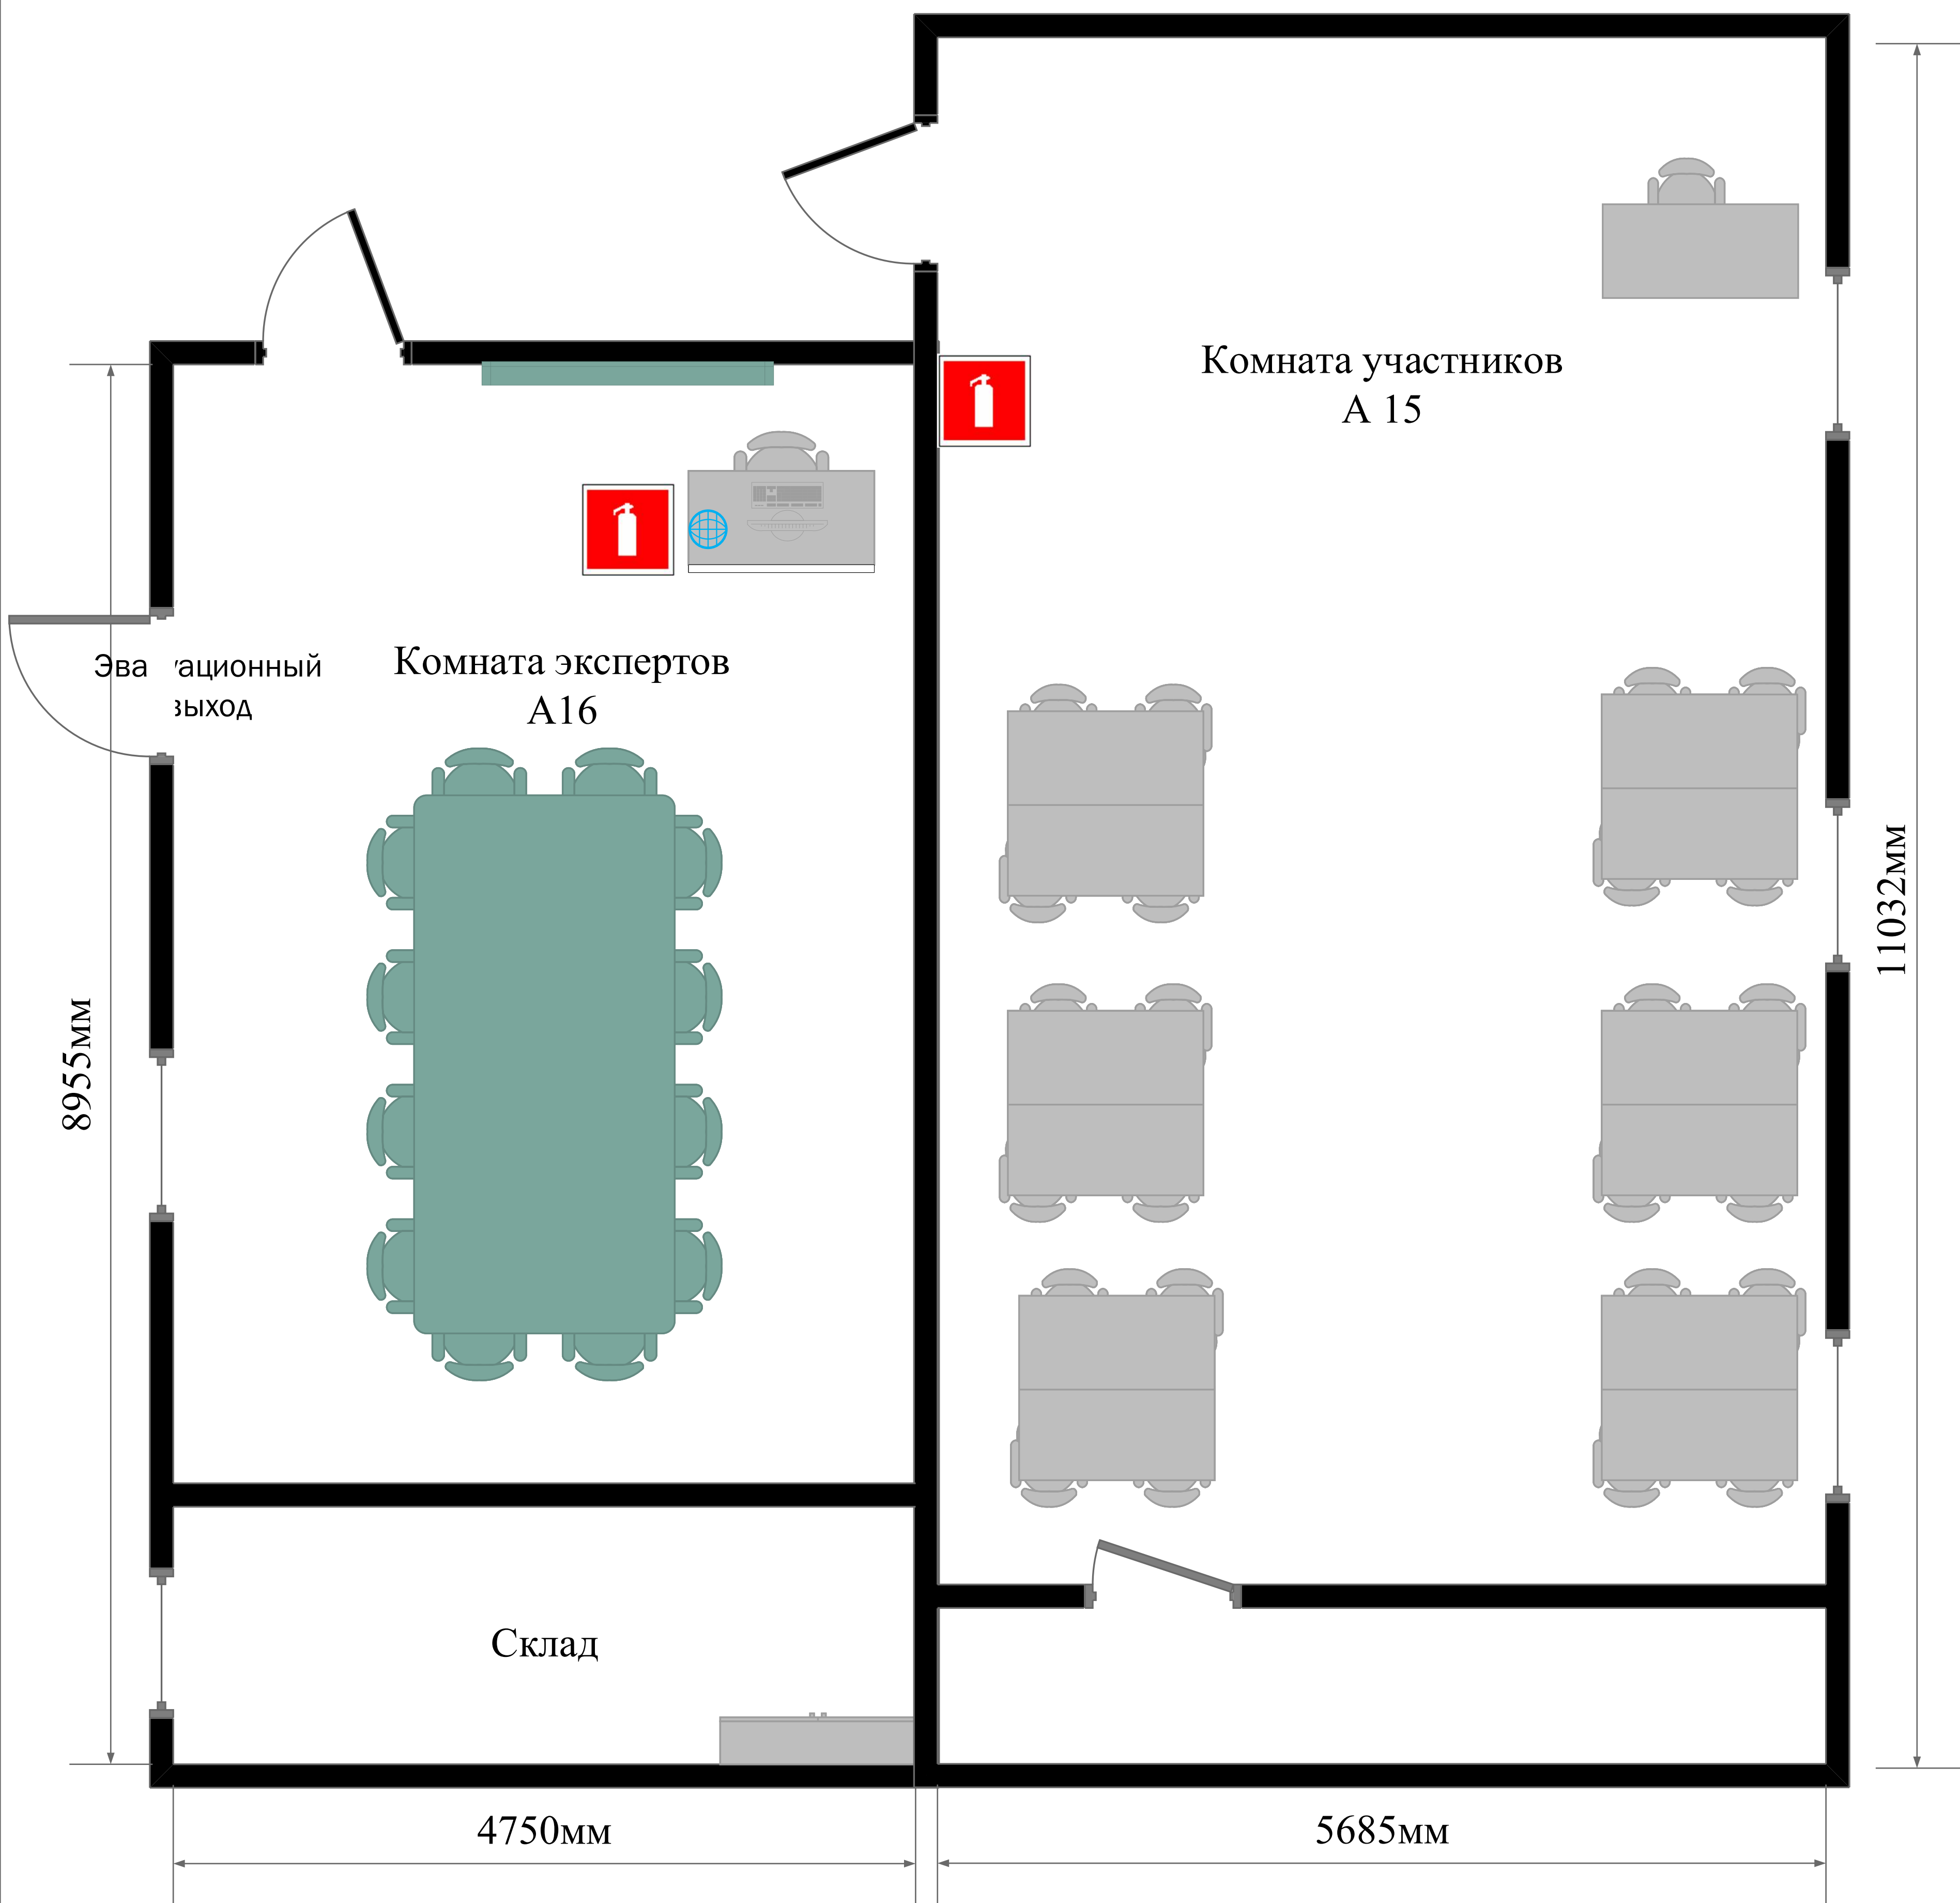 Комната участников
А 15
Комната экспертов
А16
Эва ационный
выход
11032мм
8955мм
Склад
4750мм
5685мм